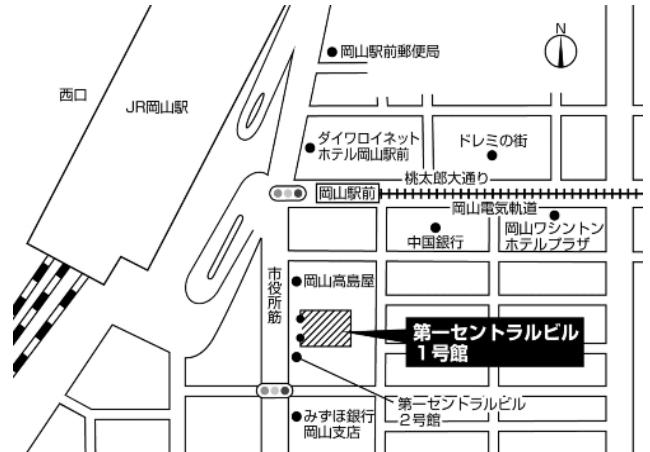 岡山駅前郵便局
N
西口
JR岡山駅
ダイワロイネット
ホテル岡山駅前
ドレミの街
桃太郎大通り
岡山駅前
岡山電気軌道
中国銀行
岡山ワシントン
ホテルプラザ
市役所筋
岡山高島屋
第一セントラルビル
1号館
第一セントラルビル
2号館
みずほ銀行
岡山支店